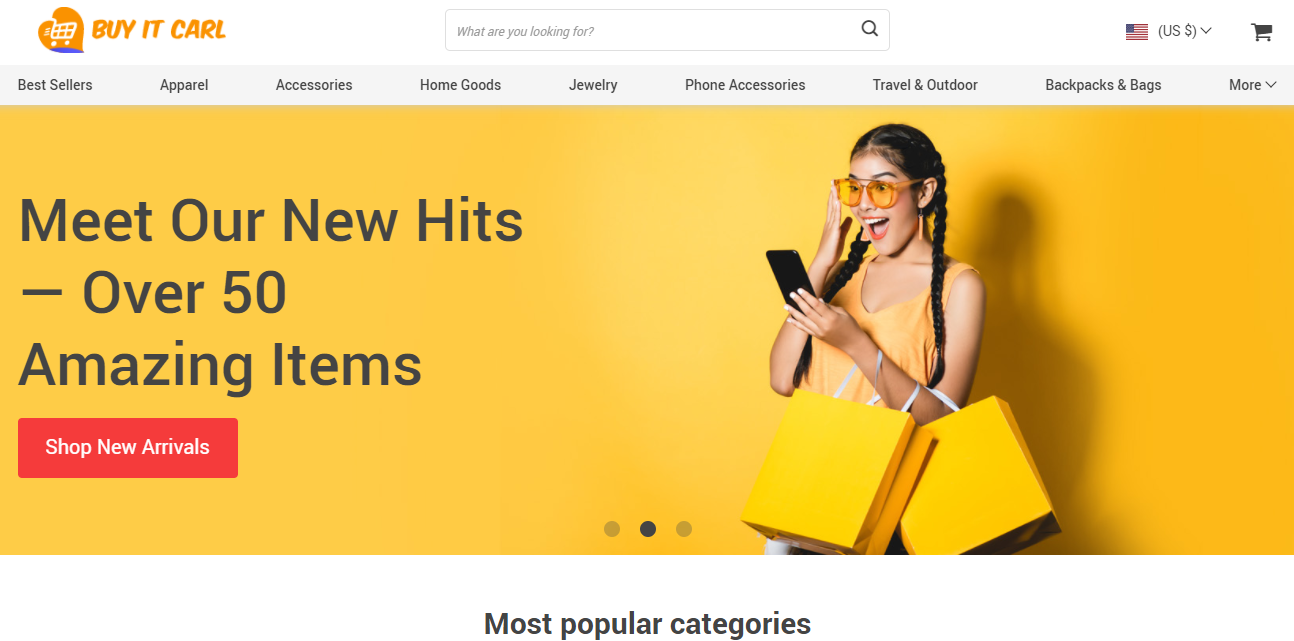 BUY IT CARL
What are you looking for?
(US $)
Best Sellers
Apparel
Accessories
Home Goods
Jewelry
Phone Accessories
Travel & Outdoor
Backpacks & Bags
More
Meet Our New Hits
— Over 50
Amazing Items
Shop New Arrivals
Most popular categories